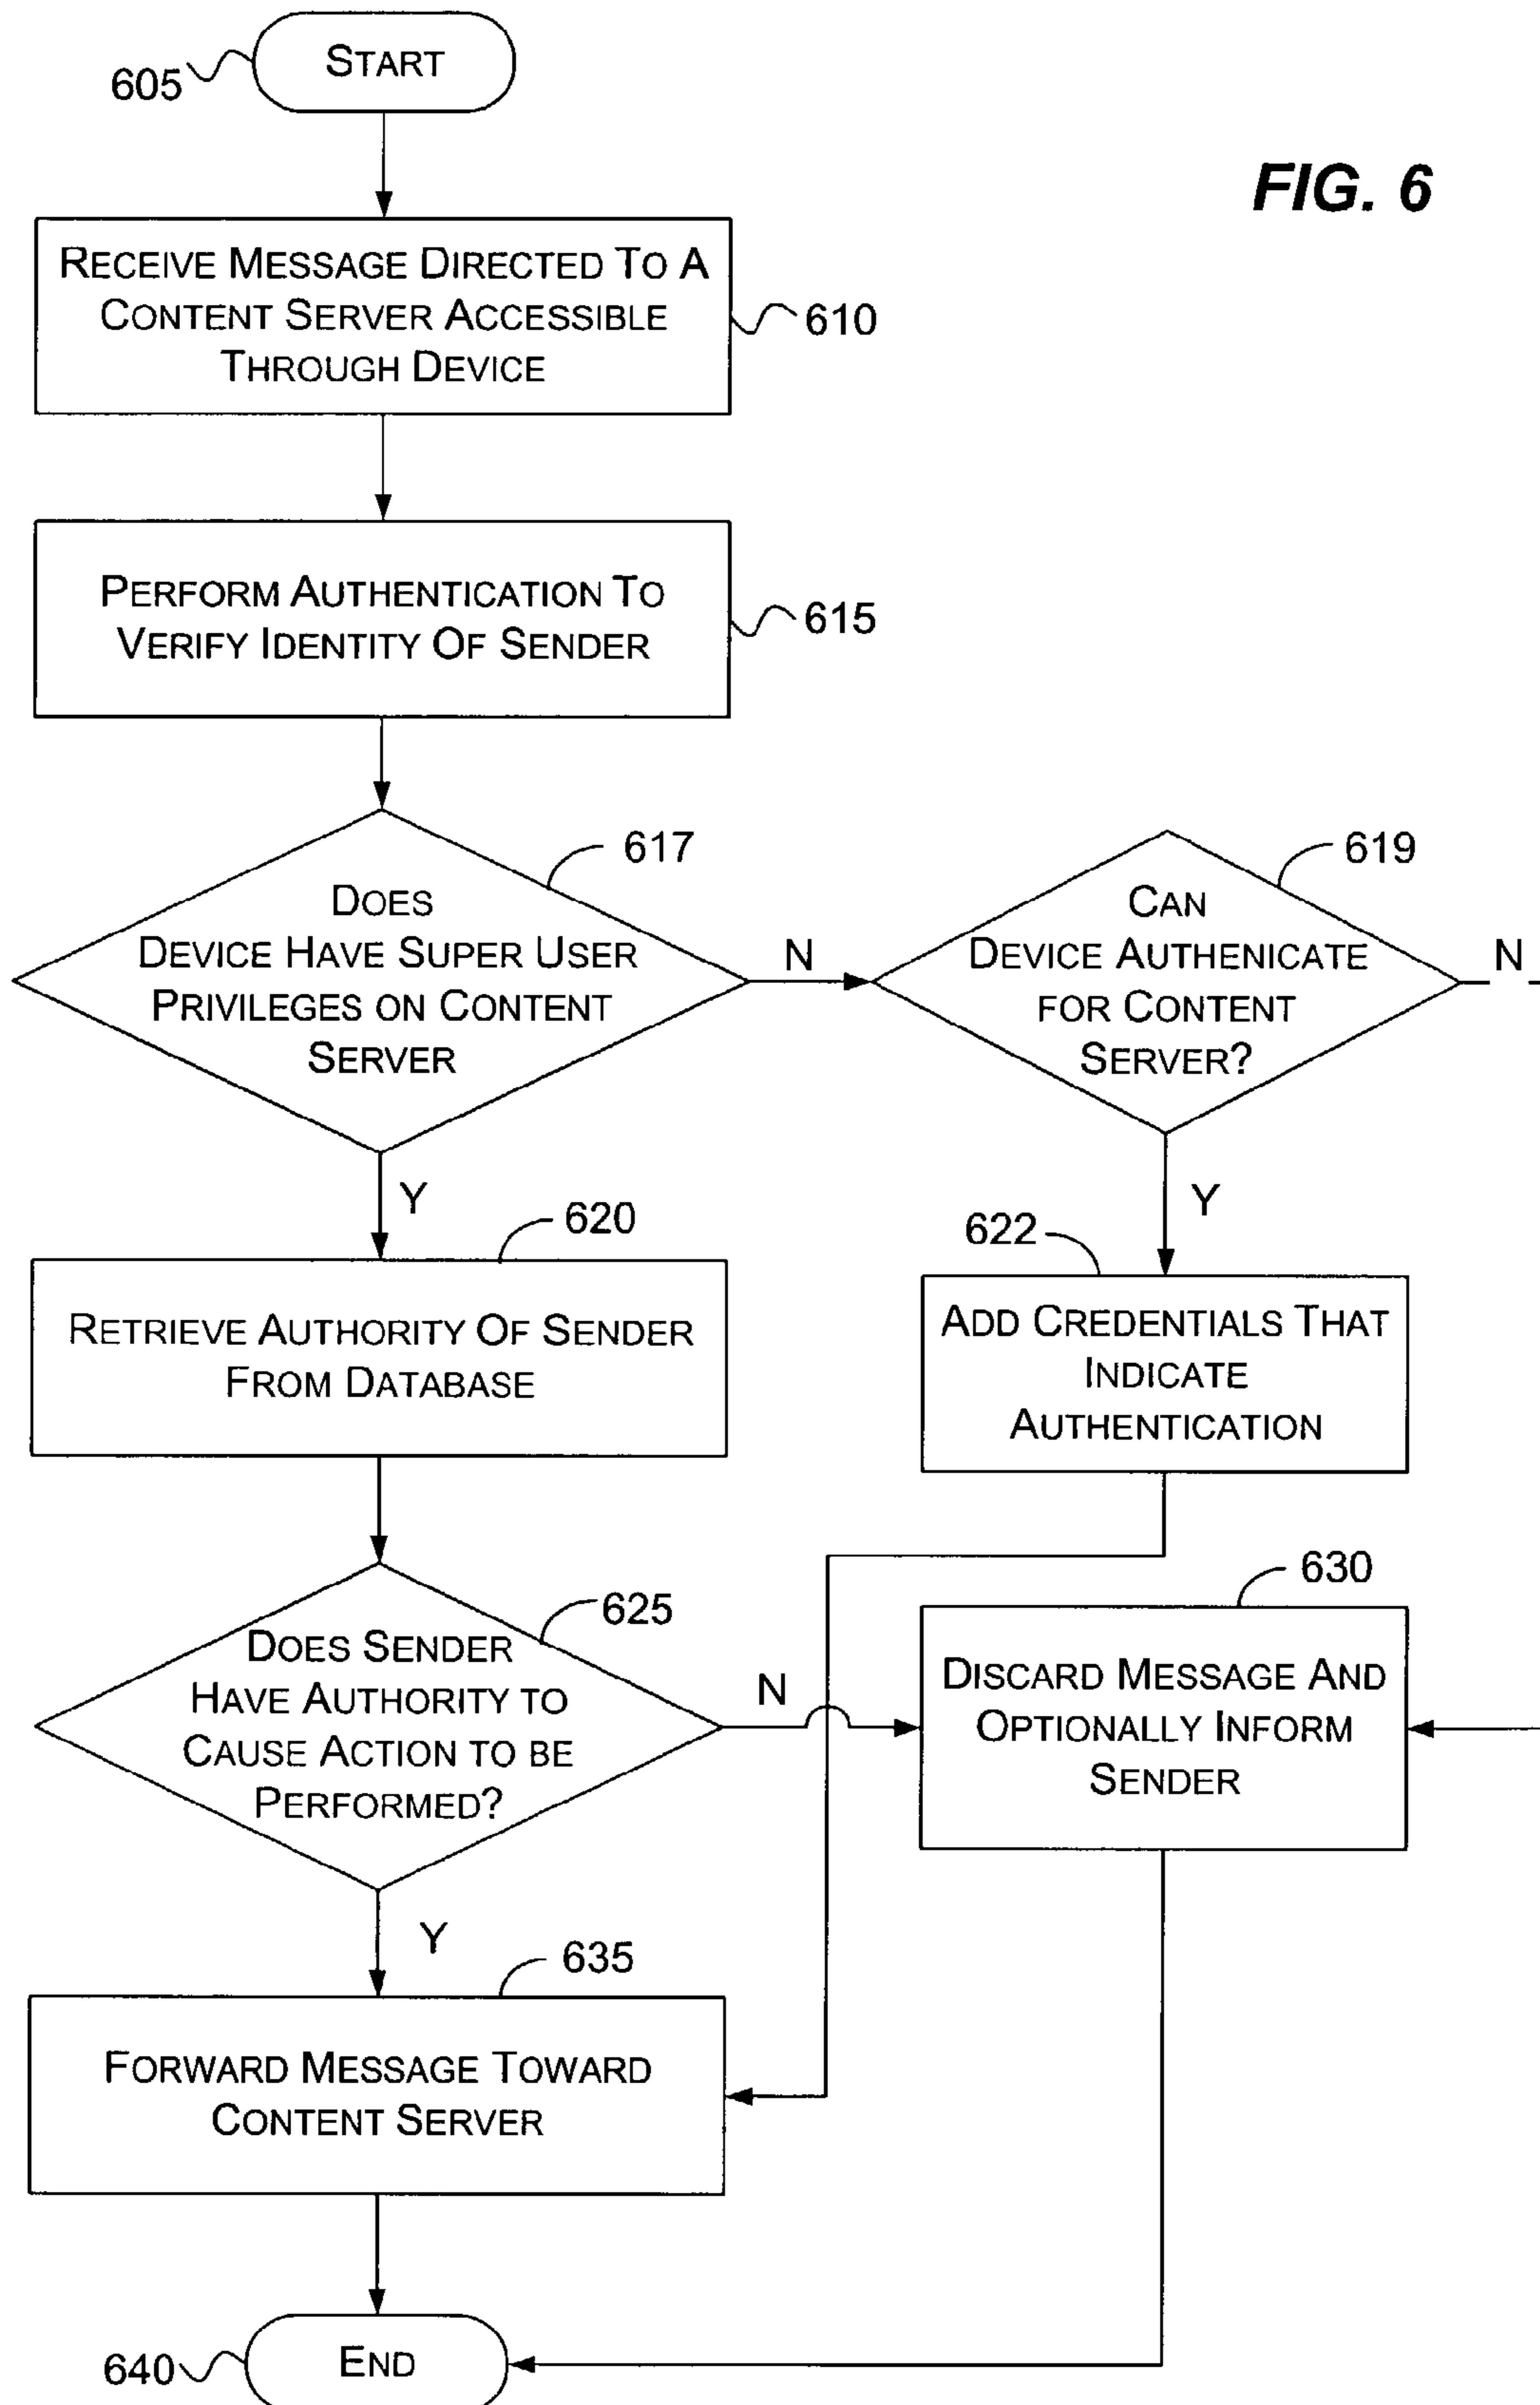 START
605
FIG. 6
RECEIVE MESSAGE DIRECTED TO A
CONTENT SERVER ACCESSIBLE
THROUGH DEVICE
610
PERFORM AUTHENTICATION TO
VERIFY IDENTITY OF SENDER
615
617
DOES
DEVICE HAVE SUPER USER
PRIVILEGES ON CONTENT
SERVER
N
619
CAN
DEVICE AUTHENICATE
FOR CONTENT
SERVER?
N
Y
Y
620
RETRIEVE AUTHORITY OF SENDER
FROM DATABASE
622
ADD CREDENTIALS THAT
INDICATE
AUTHENTICATION
625
DOES SENDER
HAVE AUTHORITY TO
CAUSE ACTION TO BE
PERFORMED?
N
630
DISCARD MESSAGE AND
OPTIONALLY INFORM
SENDER
Y
635
FORWARD MESSAGE TOWARD
CONTENT SERVER
640
END